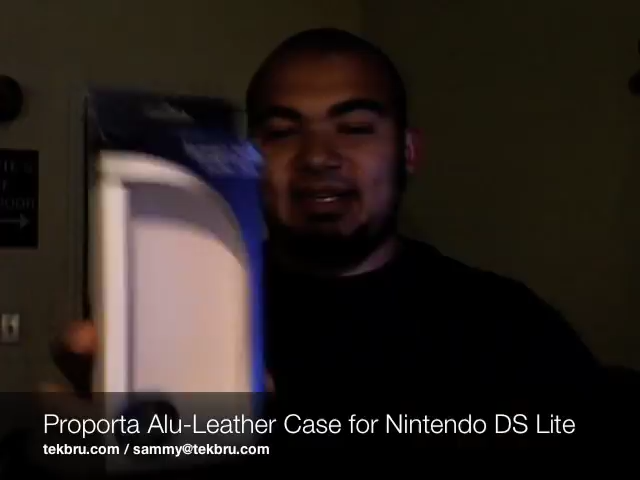 Proporta Alu-Leather Case for Nintendo DS Lite
tekbru.com / sammy@tekbru.com